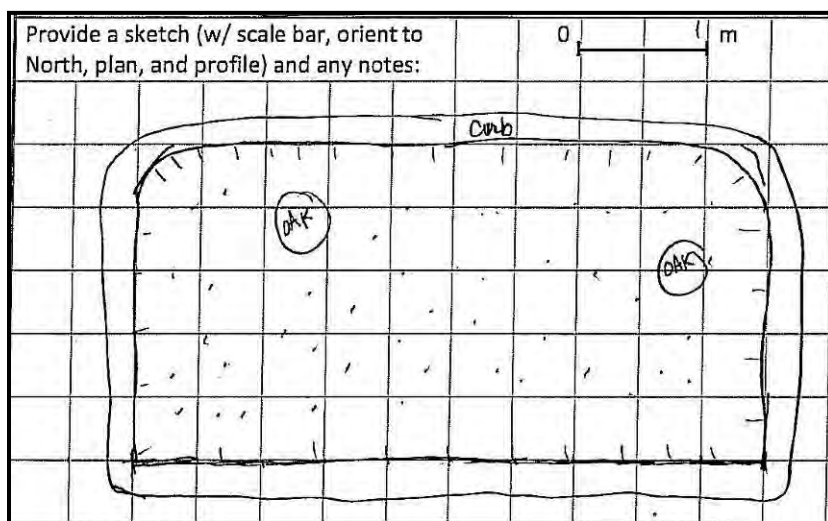 Provide a sketch (w/ scale bar, orient to
North, plan, and profile) and any notes:
0 1 m
Curb
OAK
OAK